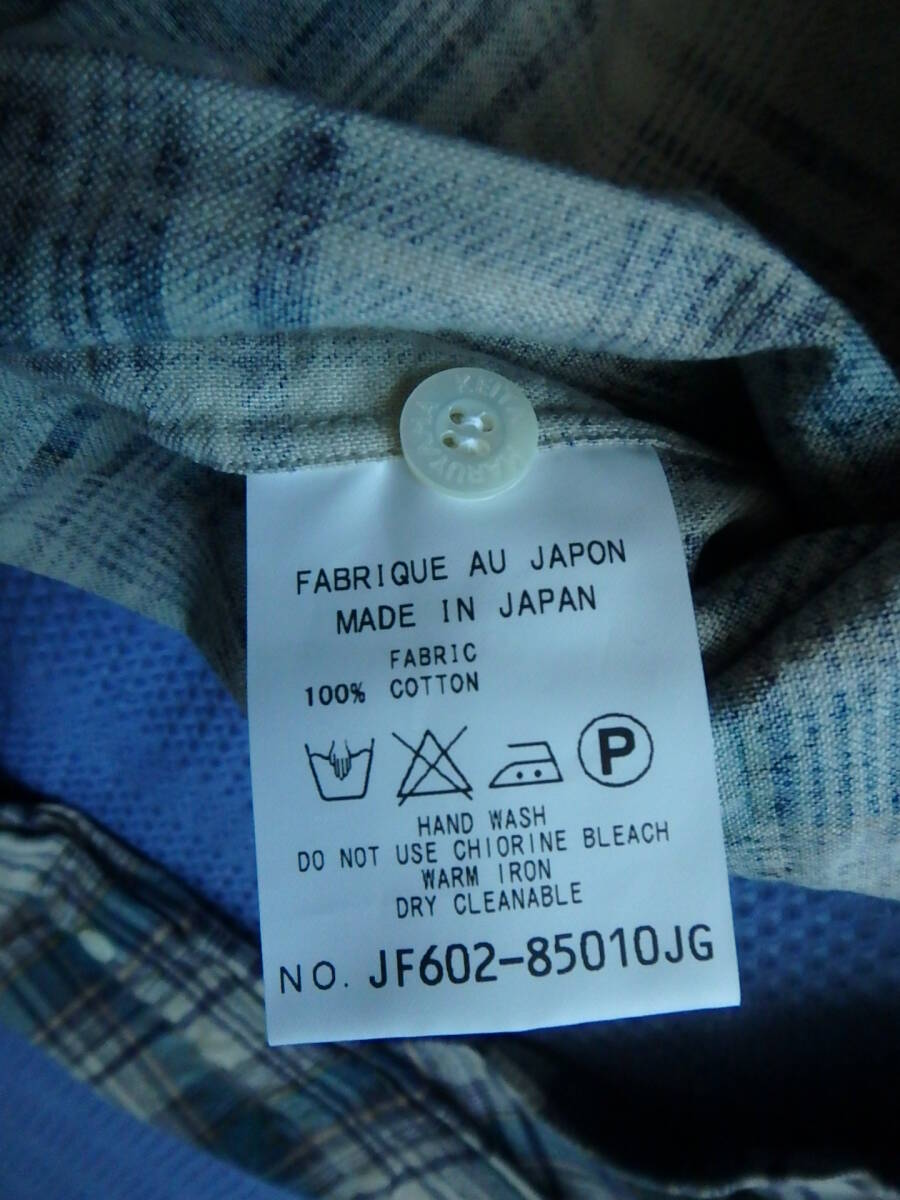 FABRIQUE AU JAPON
MADE IN JAPAN
FABRIC
100% COTTON
P
HAND WASH
DO NOT USE CHIORINE BLEACH
WARM IRON
DRY CLEANABLE
NO. JF602-85010JG